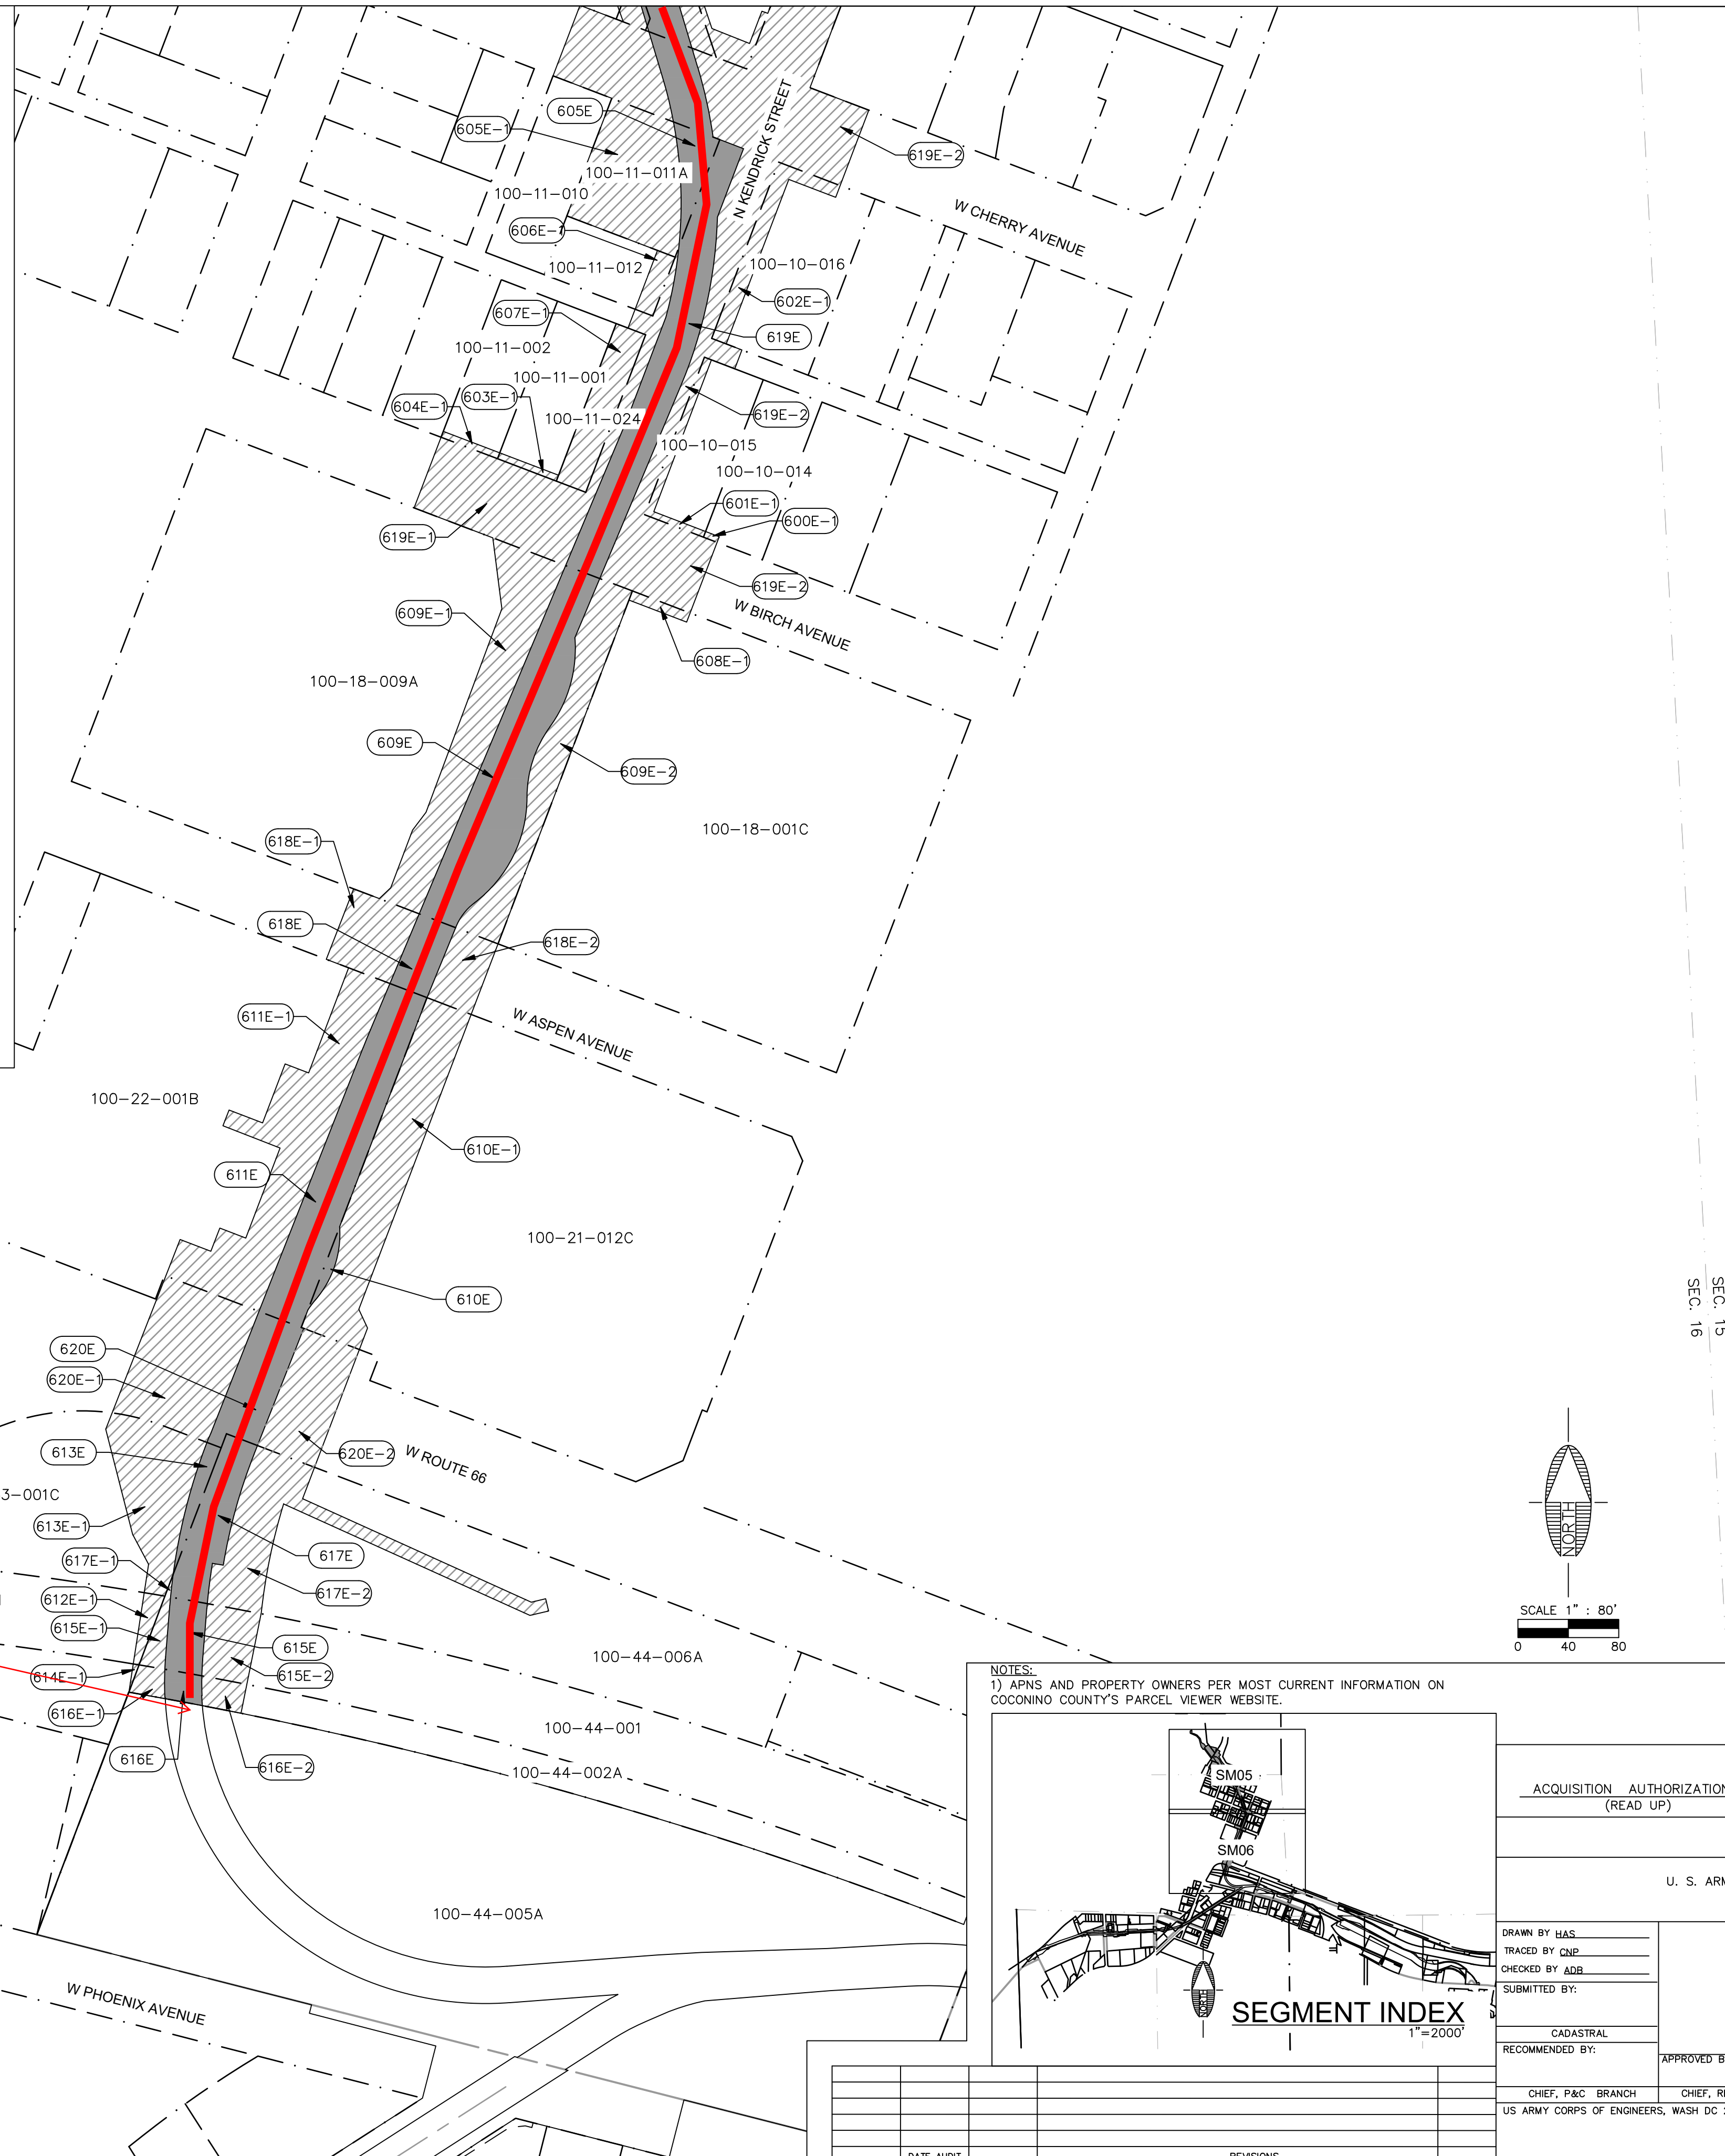 605E
605E-1
100-11-011A
619E-2
N KENDRICK STREET
100-11-010
W CHERRY AVENUE
606E-1
100-11-012
100-10-016
602E-1
607E-1
619E
100-11-002
100-11-001
603E-1
604E-1
100-11-024
619E-2
100-10-015
100-10-014
601E-1
600E-1
619E-1
619E-2
609E-1
W BIRCH AVENUE
608E-1
100-18-009A
609E
609E-2
100-18-001C
618E-1
618E
618E-2
611E-1
W ASPEN AVENUE
100-22-001B
610E-1
611E
100-21-012C
610E
SEC. 16
SEC. 15
620E
620E-1
613E
620E-2
W ROUTE 66
3-001C
613E-1
617E-1
617E
617E-2
612E-1
615E-1
615E
100-44-006A
614E-1
615E-2
616E-1
100-44-001
616E
616E-2
100-44-002A
100-44-005A
W PHOENIX AVENUE
NORTH
SCALE 1" : 80'
0 40 80
NOTES:
1) APNS AND PROPERTY OWNERS PER MOST CURRENT INFORMATION ON
COCONINO COUNTY'S PARCEL VIEWER WEBSITE.
SM05
SM06
NORTH
SEGMENT INDEX
1"=2000'
ACQUISITION AUTHORIZATION
(READ UP)
U. S. ARM
DRAWN BY HAS
TRACED BY CNP
CHECKED BY ADB
SUBMITTED BY:
CADASTRAL
RECOMMENDED BY:
APPROVED B
CHIEF, P&C BRANCH
CHIEF, R
US ARMY CORPS OF ENGINEERS, WASH DC
DATE AUDIT
REVISIONS